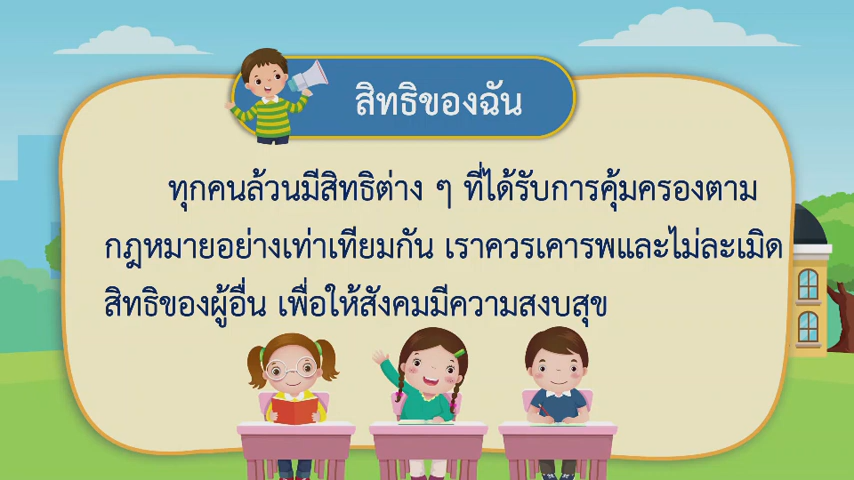 สิทธิของฉัน
ทุกคนล้วนมีสิทธิต่าง ๆ ที่ได้รับการคุ้มครองตาม
กฎหมายอย่างเท่าเทียมกัน เราควรเคารพและไม่ละเมิด
สิทธิของผู้อื่น เพื่อให้สังคมมีความสงบสุข